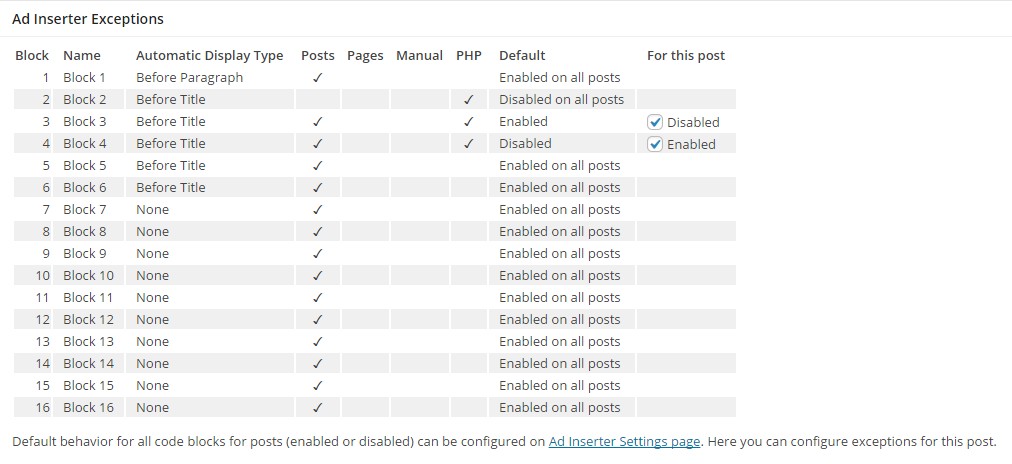 Ad Inserter Exceptions
Block Name Automatic Display Type Posts Pages Manual PHP Default For this post
1 Block 1 Before Paragraph ✓ Enabled on all posts
2 Block 2 Before Title ✓ Disabled on all posts
3 Block 3 Before Title ✓ ✓ Enabled Disabled
4 Block 4 Before Title ✓ ✓ Disabled Enabled
5 Block 5 Before Title ✓ Enabled on all posts
6 Block 6 Before Title ✓ Enabled on all posts
7 Block 7 None ✓ Enabled on all posts
8 Block 8 None ✓ Enabled on all posts
9 Block 9 None ✓ Enabled on all posts
10 Block 10 None ✓ Enabled on all posts
11 Block 11 None ✓ Enabled on all posts
12 Block 12 None ✓ Enabled on all posts
13 Block 13 None ✓ Enabled on all posts
14 Block 14 None ✓ Enabled on all posts
15 Block 15 None ✓ Enabled on all posts
16 Block 16 None ✓ Enabled on all posts
Default behavior for all code blocks for posts (enabled or disabled) can be configured on Ad Inserter Settings page. Here you can configure exceptions for this post.